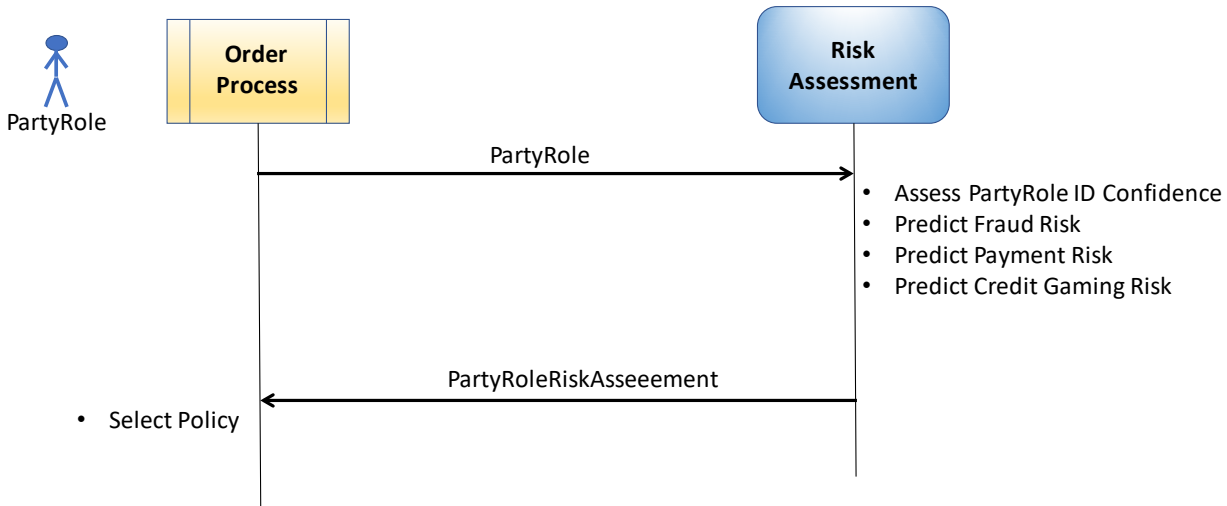 Order
Process
Risk
Assessment
PartyRole
PartyRole
• Assess PartyRole ID Confidence
• Predict Fraud Risk
• Predict Payment Risk
• Predict Credit Gaming Risk
PartyRoleRiskAsseeement
• Select Policy